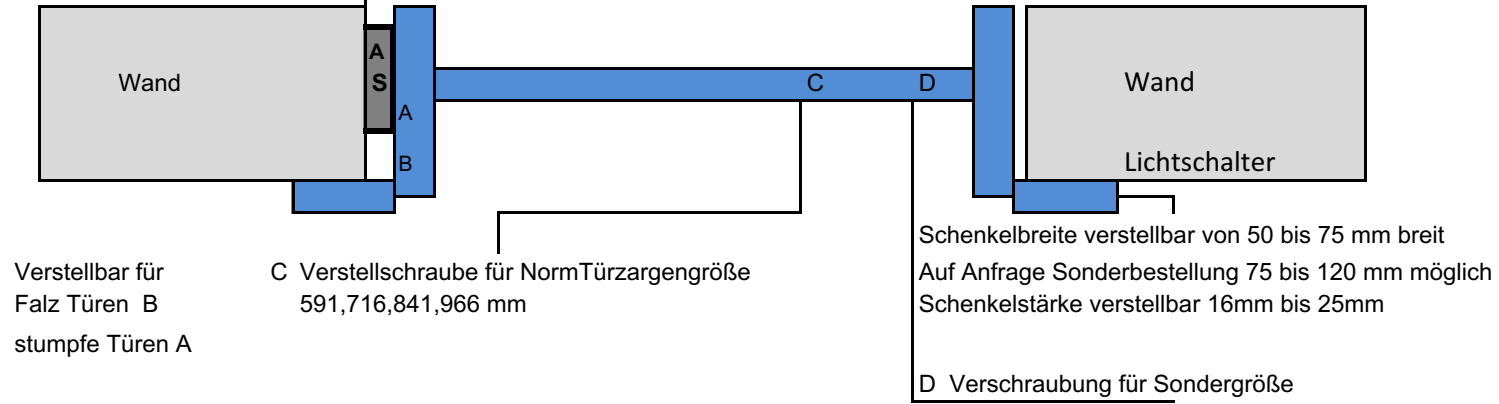 Wand
A
S
A
B
C
D
Wand
Lichtschalter
Schenkelbreite verstellbar von 50 bis 75 mm breit
Auf Anfrage Sonderbestellung 75 bis 120 mm möglich
Schenkelstärke verstellbar 16mm bis 25mm
Verstellbar für
Falz Türen B
stumpfe Türen A
C Verstellschraube für NormTürzargengröße
591,716,841,966 mm
D Verschraubung für Sondergröße